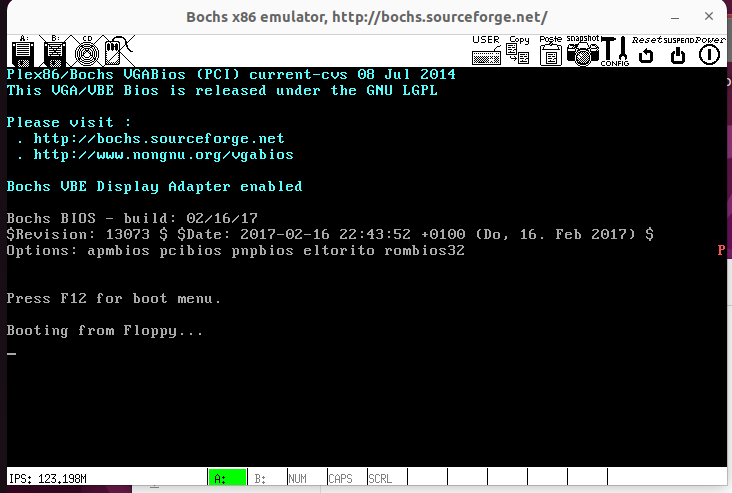 Bochs x86 emulator, http://bochs.sourceforge.net/
A: B: CD USER Copy Paste snapshot CONFIG Reset SUSPEND Power
Plex86/Bochs VGABios (PCI) current-cvs 08 Jul 2014
This VGA/VBE Bios is released under the GNU LGPL
Please visit :
. http://bochs.sourceforge.net
. http://www.nongnu.org/vgabios
Bochs VBE Display Adapter enabled
Bochs BIOS - build: 02/16/17
$Revision: 13073 $ $Date: 2017-02-16 22:43:52 +0100 (Do, 16. Feb 2017) $
Options: apmbios pcibios pnpbios eltorito rombios32
P
Press F12 for boot menu.
Booting from Floppy...
_
IPS: 123.198M A: B: NUM CAPS SCRL